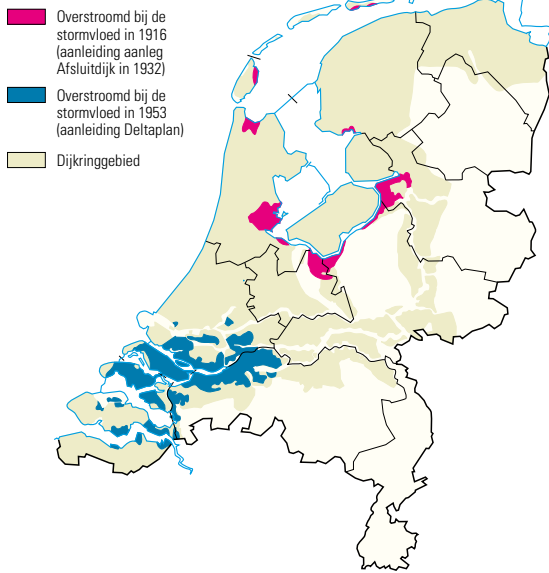 Overstroomd bij de
stormvloed in 1916
(aanleiding aanleg
Afsluitdijk in 1932)
Overstroomd bij de
stormvloed in 1953
(aanleiding Deltaplan)
Dijkringgebied